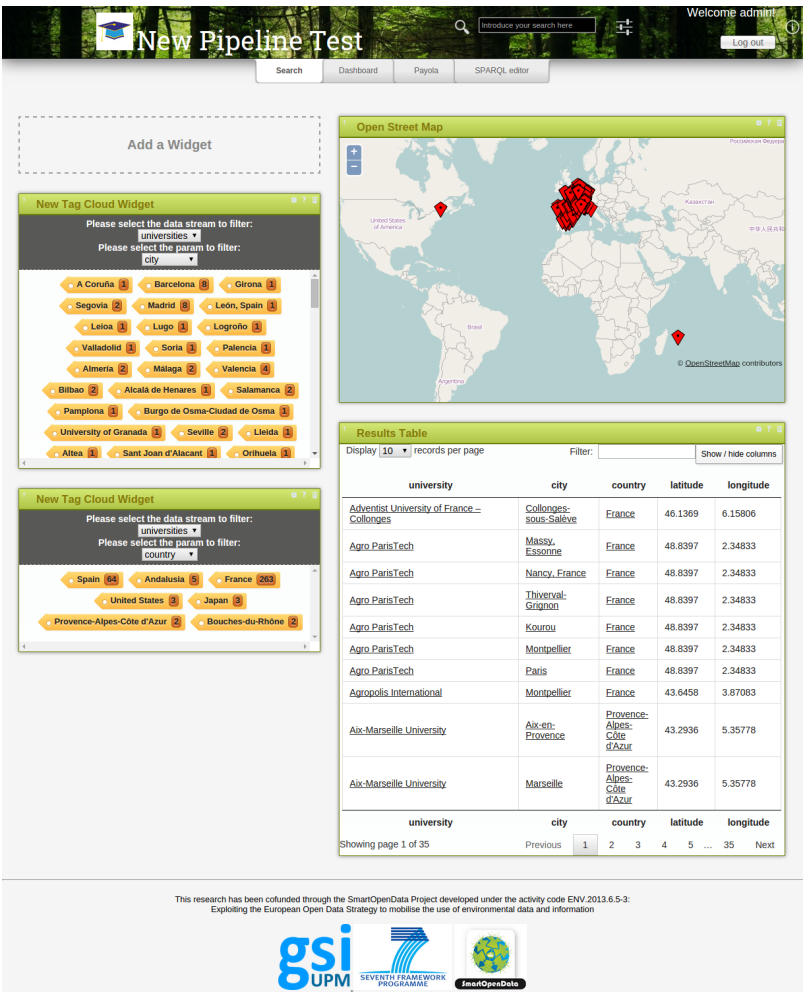 New Pipeline Test
Introduce your search here
Welcome admin!
Log out
Search
Dashboard
Payola
SPARQL editor
Add a Widget
New Tag Cloud Widget
Please select the data stream to filter:
universities
Please select the param to filter:
city
A Coruña 1 Barcelona 8 Girona 1
Segovia 2 Madrid 8 León, Spain 1
Leioa 1 Lugo 1 Logroño 1
Valladolid 1 Soria 1 Palencia 1
Almería 2 Málaga 2 Valencia 4
Bilbao 2 Alcalá de Henares 1 Salamanca 2
Pamplona 1 Burgo de Osma-Ciudad de Osma 1
University of Granada 1 Seville 2 Lleida 1
Altea 1 Sant Joan d'Alacant 1 Orihuela 1
New Tag Cloud Widget
Please select the data stream to filter:
universities
Please select the param to filter:
country
Spain 64 Andalusia 5 France 263
United States 3 Japan 3
Provence-Alpes-Côte d'Azur 2 Bouches-du-Rhône 2
Open Street Map
+
−
United States
of America
Казахстан
中华人民共和
Brasil
Argentina
© OpenStreetMap contributors
Results Table
Display 10 records per page
Filter:
Show / hide columns
university city country latitude longitude
Adventist University of France –
Collonges
Collonges-
sous-Salève
France 46.1369 6.15806
Agro ParisTech
Massy,
Essonne
France 48.8397 2.34833
Agro ParisTech Nancy, France France 48.8397 2.34833
Agro ParisTech
Thiverval-
Grignon
France 48.8397 2.34833
Agro ParisTech Kourou France 48.8397 2.34833
Agro ParisTech Montpellier France 48.8397 2.34833
Agro ParisTech Paris France 48.8397 2.34833
Agropolis International Montpellier France 43.6458 3.87083
Aix-Marseille University
Aix-en-
Provence
Provence-
Alpes-
Côte
d'Azur
43.2936 5.35778
Aix-Marseille University
Marseille
Provence-
Alpes-
Côte
d'Azur
43.2936 5.35778
university city country latitude longitude
Showing page 1 of 35
Previous 1 2 3 4 5 ... 35 Next
This research has been cofunded through the SmartOpenData Project developed under the activity code ENV.2013.6.5-3:
Exploiting the European Open Data Strategy to mobilise the use of environmental data and information
gsi
UPM
SEVENTH FRAMEWORK
PROGRAMME
SmartOpenData